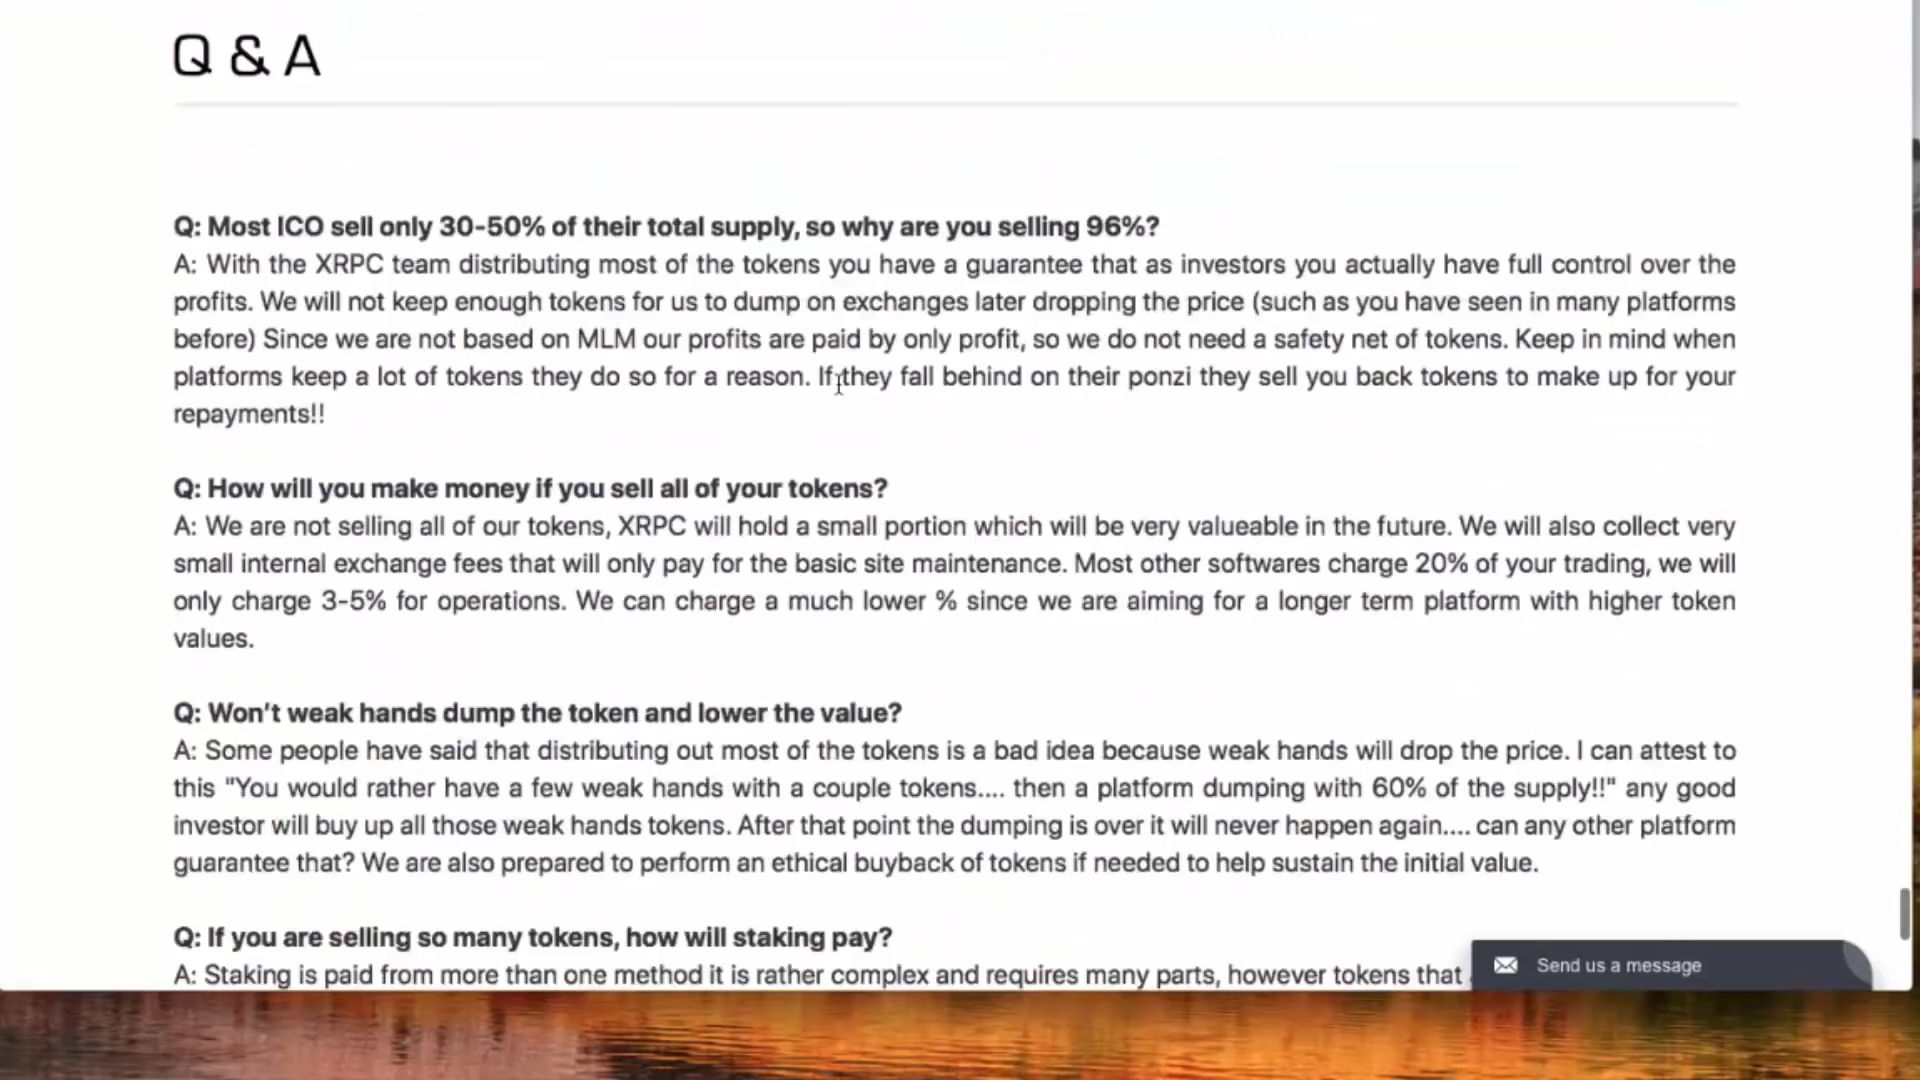 Q & A
Q: Most ICO sell only 30-50% of their total supply, so why are you selling 96%?
A: With the XRPC team distributing most of the tokens you have a guarantee that as investors you actually have full control over the
profits. We will not keep enough tokens for us to dump on exchanges later dropping the price (such as you have seen in many platforms
before) Since we are not based on MLM our profits are paid by only profit, so we do not need a safety net of tokens. Keep in mind when
platforms keep a lot of tokens they do so for a reason. If they fall behind on their ponzi they sell you back tokens to make up for your
repayments!!
Q: How will you make money if you sell all of your tokens?
A: We are not selling all of our tokens, XRPC will hold a small portion which will be very valueable in the future. We will also collect very
small internal exchange fees that will only pay for the basic site maintenance. Most other softwares charge 20% of your trading, we will
only charge 3-5% for operations. We can charge a much lower % since we are aiming for a longer term platform with higher token
values.
Q: Won't weak hands dump the token and lower the value?
A: Some people have said that distributing out most of the tokens is a bad idea because weak hands will drop the price. I can attest to
this "You would rather have a few weak hands with a couple tokens.... then a platform dumping with 60% of the supply!!" any good
investor will buy up all those weak hands tokens. After that point the dumping is over it will never happen again.... can any other platform
guarantee that? We are also prepared to perform an ethical buyback of tokens if needed to help sustain the initial value.
Q: If you are selling so many tokens, how will staking pay?
A: Staking is paid from more than one method it is rather complex and requires many parts, however tokens that
Send us a message